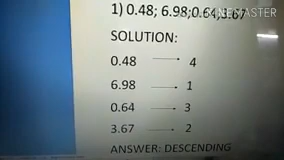 1) 0.48; 6.98;0.64;3.67
SOLUTION:
0.48 → 4
6.98 → 1
0.64 → 3
3.67 → 2
ANSWER: DESCENDING